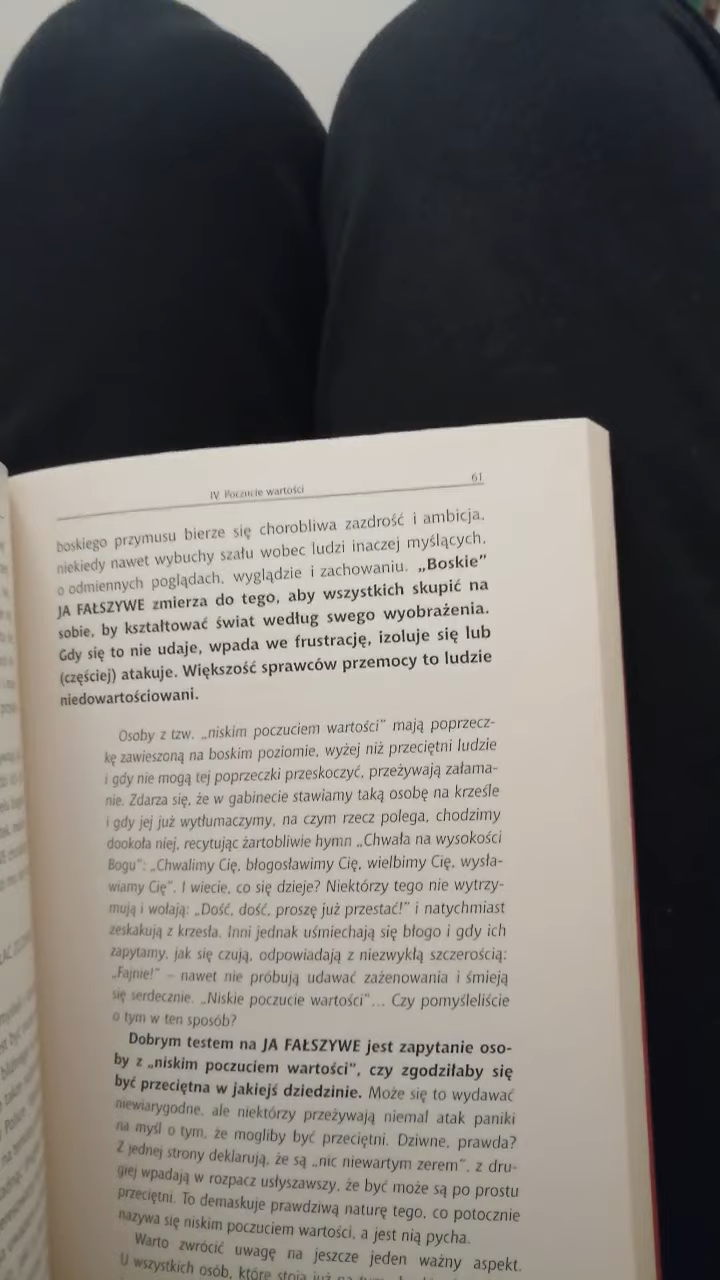 IV Poczucie wartości 61
boskiego przymusu bierze się chorobliwa zazdrość i ambicja,
niekiedy nawet wybuchy szału wobec ludzi inaczej myślących,
o odmiennych poglądach, wyglądzie i zachowaniu. „Boskie”
JA FAŁSZYWE zmierza do tego, aby wszystkich skupić na
sobie, by kształtować świat według swego wyobrażenia.
Gdy się to nie udaje, wpada we frustrację, izoluje się lub
(częściej) atakuje. Większość sprawców przemocy to ludzie
niedowartościowani.
Osoby z tzw. „niskim poczuciem wartości” mają poprzecz-
kę zawieszoną na boskim poziomie, wyżej niż przeciętni ludzie
i gdy nie mogą tej poprzeczki przeskoczyć, przeżywają załama-
nie. Zdarza się, że w gabinecie stawiamy taką osobę na krześle
i gdy jej już wytłumaczymy, na czym rzecz polega, chodzimy
dookoła niej, recytując żartobliwie hymn „Chwała na wysokości
Bogu”: „Chwalimy Cię, błogosławimy Cię, wielbimy Cię, wysła-
wiamy Cię”. I wiecie, co się dzieje? Niektórzy tego nie wytrzy-
mują i wołają: „Dość, dość, proszę już przestać!” i natychmiast
zeskakują z krzesła. Inni jednak uśmiechają się błogo i gdy ich
zapytamy, jak się czują, odpowiadają z niezwykłą szczerością:
„Fajnie!” – nawet nie próbują udawać zażenowania i śmieją
się serdecznie. „Niskie poczucie wartości”... Czy pomyśleliście
o tym w ten sposób?
Dobrym testem na JA FAŁSZYWE jest zapytanie oso-
by z „niskim poczuciem wartości”, czy zgodziłaby się
być przeciętna w jakiejś dziedzinie. Może się to wydawać
niewiarygodne, ale niektórzy przeżywają niemal atak paniki
na myśl o tym, że mogliby być przeciętni. Dziwne, prawda?
Z jednej strony deklarują, że są „nic niewartym zerem”, z dru-
giej wpadają w rozpacz usłyszawszy, że być może są po prostu
przeciętni. To demaskuje prawdziwą naturę tego, co potocznie
nazywa się niskim poczuciem wartości, a jest nią pycha.
Warto zwrócić uwagę na jeszcze jeden ważny aspekt.
U wszystkich osób, które stoją już na